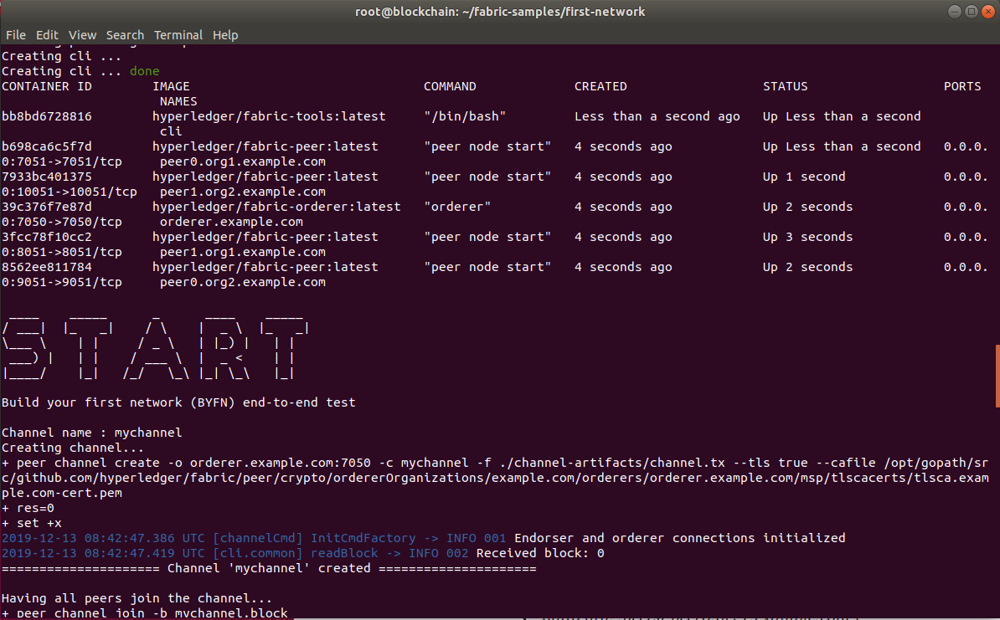 root@blockchain: ~/fabric-samples/first-network
File Edit View Search Terminal Help
Creating cli ...
Creating cli ... done
CONTAINER ID        IMAGE                               COMMAND             CREATED                  STATUS                  PORTS
                     NAMES
bb8bd6728816        hyperledger/fabric-tools:latest     "/bin/bash"         Less than a second ago   Up Less than a second
                     cli
b698ca6c5f7d        hyperledger/fabric-peer:latest      "peer node start"   4 seconds ago            Up Less than a second   0.0.0.
0:7051->7051/tcp     peer0.org1.example.com
7933bc401375        hyperledger/fabric-peer:latest      "peer node start"   4 seconds ago            Up 1 second             0.0.0.
0:10051->10051/tcp   peer1.org2.example.com
39c376f7e87d        hyperledger/fabric-orderer:latest   "orderer"           4 seconds ago            Up 2 seconds            0.0.0.
0:7050->7050/tcp     orderer.example.com
3fcc78f10cc2        hyperledger/fabric-peer:latest      "peer node start"   4 seconds ago            Up 3 seconds            0.0.0.
0:8051->8051/tcp     peer1.org1.example.com
8562ee811784        hyperledger/fabric-peer:latest      "peer node start"   4 seconds ago            Up 2 seconds            0.0.0.
0:9051->9051/tcp     peer0.org2.example.com
START
Build your first network (BYFN) end-to-end test
Channel name : mychannel
Creating channel...
+ peer channel create -o orderer.example.com:7050 -c mychannel -f ./channel-artifacts/channel.tx --tls true --cafile /opt/gopath/sr
c/github.com/hyperledger/fabric/peer/crypto/ordererOrganizations/example.com/orderers/orderer.example.com/msp/tlscacerts/tlsca.exam
ple.com-cert.pem
+ res=0
+ set +x
2019-12-13 08:42:47.386 UTC [channelCmd] InitCmdFactory -> INFO 001 Endorser and orderer connections initialized
2019-12-13 08:42:47.419 UTC [cli.common] readBlock -> INFO 002 Received block: 0
===================== Channel 'mychannel' created =====================
Having all peers join the channel...
+ peer channel join -b mychannel.block